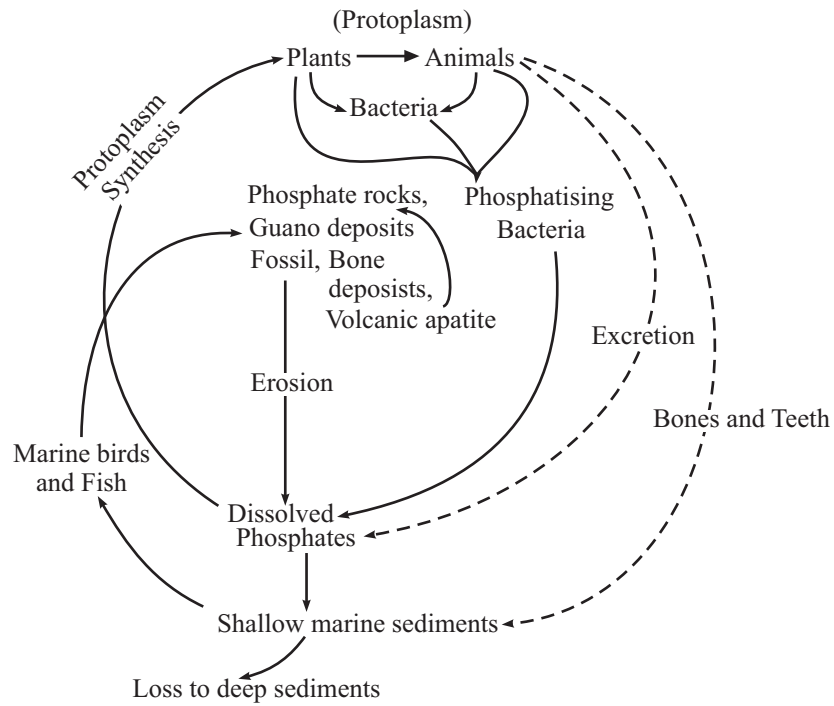 (Protoplasm)
Plants
Animals
Bacteria
Protoplasm
Synthesis
Phosphate rocks,
Guano deposits
Fossil, Bone
deposists,
Volcanic apatite
Phosphatising
Bacteria
Excretion
Erosion
Bones and Teeth
Marine birds
and Fish
Dissolved
Phosphates
Shallow marine sediments
Loss to deep sediments